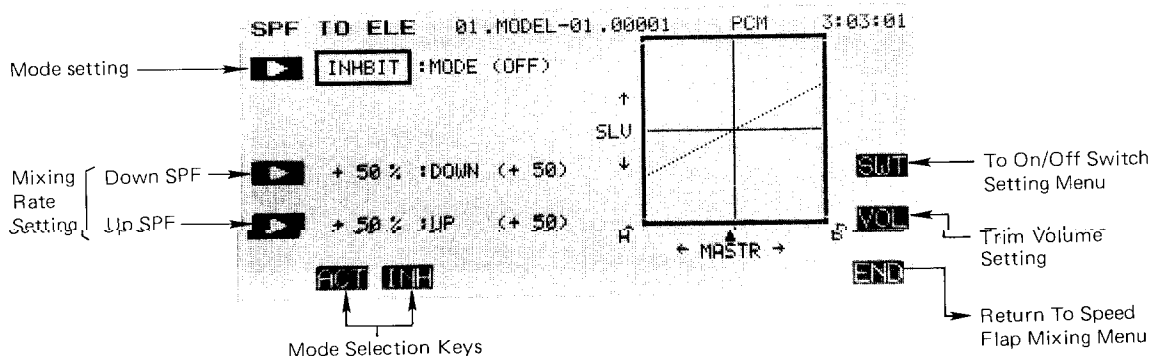 SPF TO ELE 01.MODEL-01.00001 PCM 3:03:01
Mode setting
INHBIT :MODE (OFF)
↑
SLV
↓
Mixing
Rate
Setting
Down SPF
+ 50 % :DOWN (+ 50)
Up SPF
+ 50 % :UP (+ 50)
← MASTR →
SWT
To On/Off Switch
Setting Menu
VOL
Trim Volume
Setting
END
Return To Speed
Flap Mixing Menu
ACT INH
Mode Selection Keys